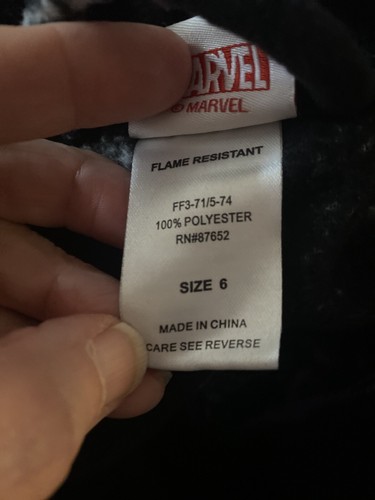 MARVEL
© MARVEL
FLAME RESISTANT
FF3-71/5-74
100% POLYESTER
RN#87652
SIZE 6
MADE IN CHINA
CARE SEE REVERSE